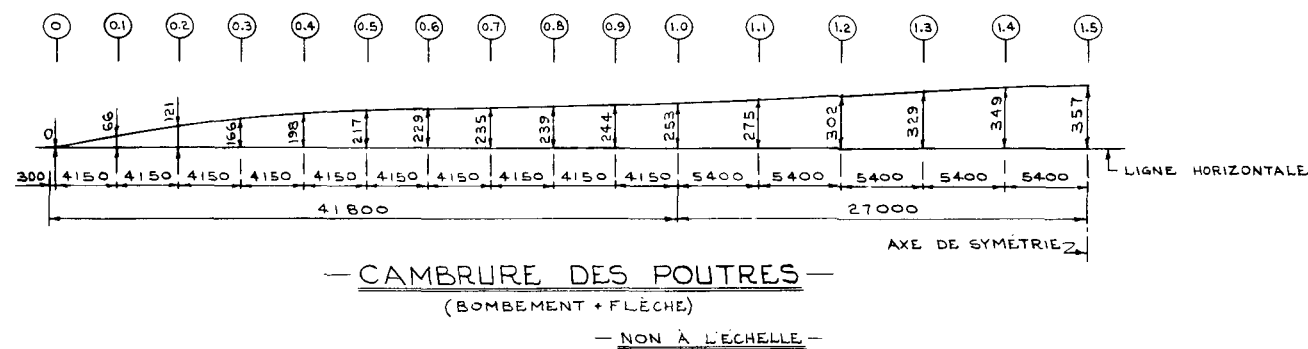 0 0.1 0.2 0.3 0.4 0.5 0.6 0.7 0.8 0.9 1.0 1.1 1.2 1.3 1.4 1.5
0 66 121 166 198 217 229 235 239 244 253 275 302 329 349 357
300 4150 4150 4150 4150 4150 4150 4150 4150 4150 4150 5400 5400 5400 5400 5400
LIGNE HORIZONTALE
41800 27000
AXE DE SYMÉTRIE
— CAMBRURE DES POUTRES —
(BOMBEMENT + FLÈCHE)
— NON À L'ÉCHELLE —